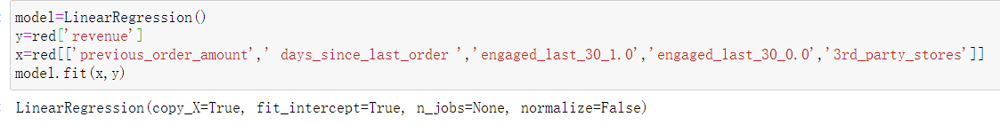 model=LinearRegression()
y=red['revenue']
x=red[['previous_order_amount',' days_since_last_order ','engaged_last_30_1.0','engaged_last_30_0.0','3rd_party_stores']]
model.fit(x,y)
LinearRegression(copy_X=True, fit_intercept=True, n_jobs=None, normalize=False)